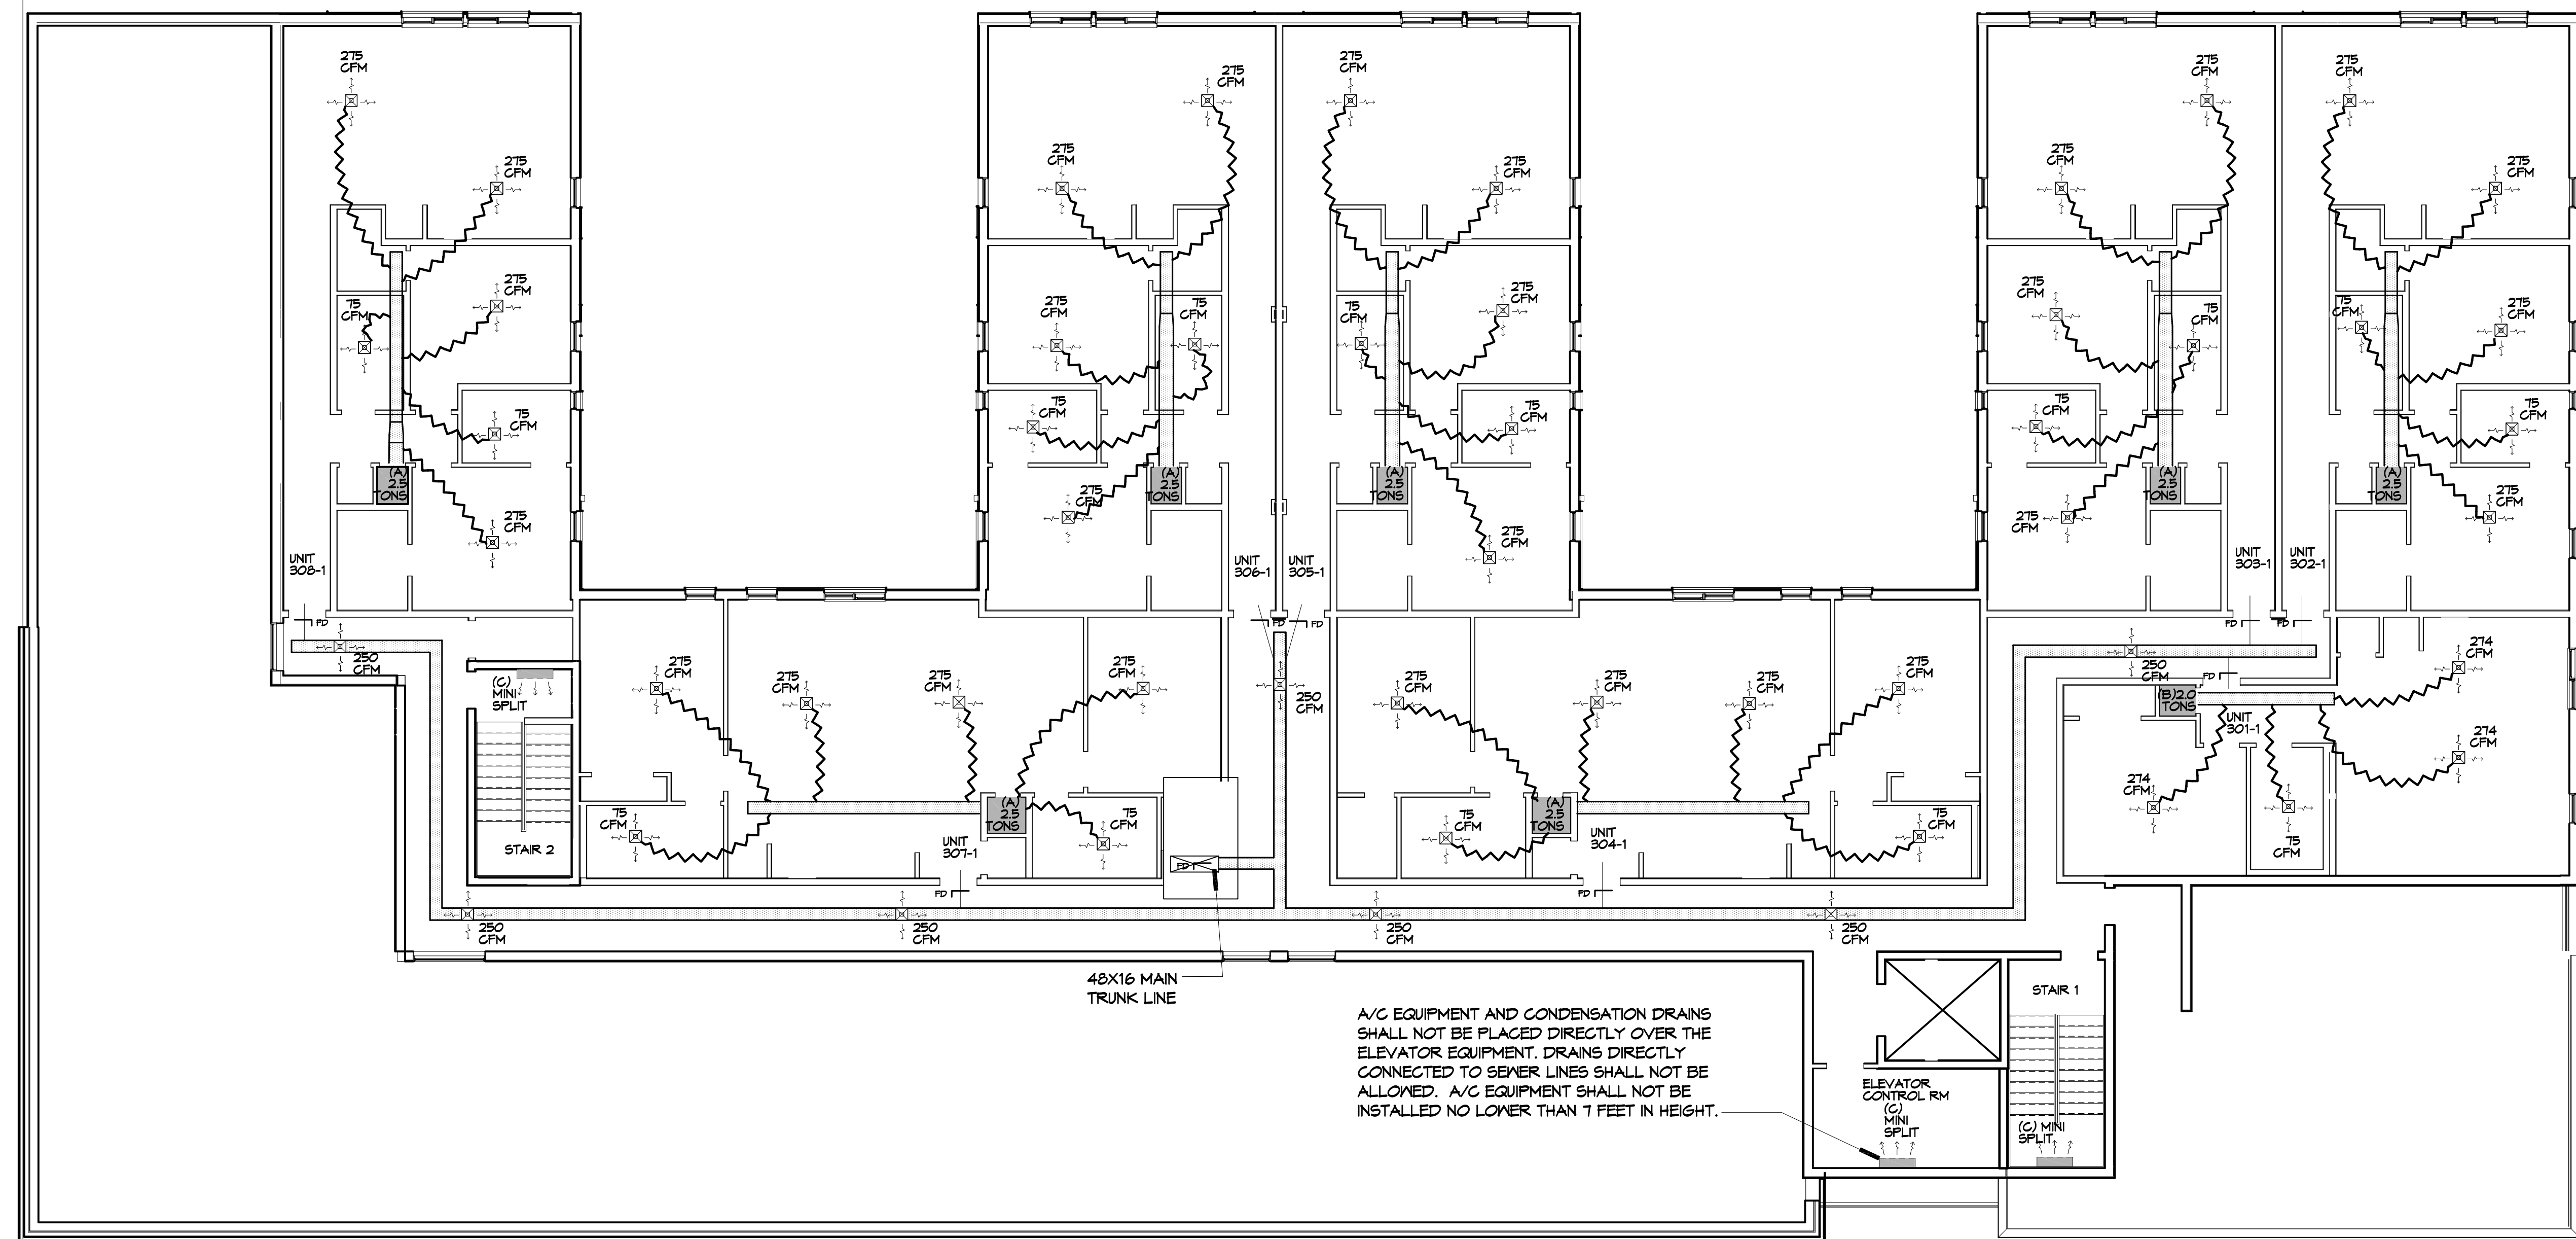 275
CFM
275
CFM
275
CFM
75
CFM
75
CFM
275
CFM
(A)
2.5
TONS
UNIT
308-1
FD
250
CFM
275
CFM
275
CFM
275
CFM
75
CFM
75
CFM
275
CFM
(A)
2.5
TONS
UNIT
306-1
FD
275
CFM
275
CFM
275
CFM
75
CFM
75
CFM
275
CFM
(A)
2.5
TONS
UNIT
305-1
FD
250
CFM
275
CFM
275
CFM
275
CFM
75
CFM
75
CFM
275
CFM
(A)
2.5
TONS
UNIT
303-1
FD
275
CFM
275
CFM
275
CFM
75
CFM
75
CFM
275
CFM
(A)
2.5
TONS
UNIT
302-1
FD
250
CFM
FD
(C)
MINI
SPLIT
STAIR 2
275
CFM
275
CFM
275
CFM
275
CFM
75
CFM
75
CFM
(A)
2.5
TONS
UNIT
307-1
FD
FD
275
CFM
275
CFM
275
CFM
275
CFM
75
CFM
75
CFM
(A)
2.5
TONS
UNIT
304-1
FD
(B)2.0
TONS
UNIT
301-1
274
CFM
274
CFM
274
CFM
75
CFM
250
CFM
250
CFM
250
CFM
250
CFM
48X16 MAIN
TRUNK LINE
A/C EQUIPMENT AND CONDENSATION DRAINS
SHALL NOT BE PLACED DIRECTLY OVER THE
ELEVATOR EQUIPMENT. DRAINS DIRECTLY
CONNECTED TO SEWER LINES SHALL NOT BE
ALLOWED. A/C EQUIPMENT SHALL NOT BE
INSTALLED NO LOWER THAN 7 FEET IN HEIGHT.
STAIR 1
ELEVATOR
CONTROL RM
(C)
MINI
SPLIT
(C) MINI
SPLIT